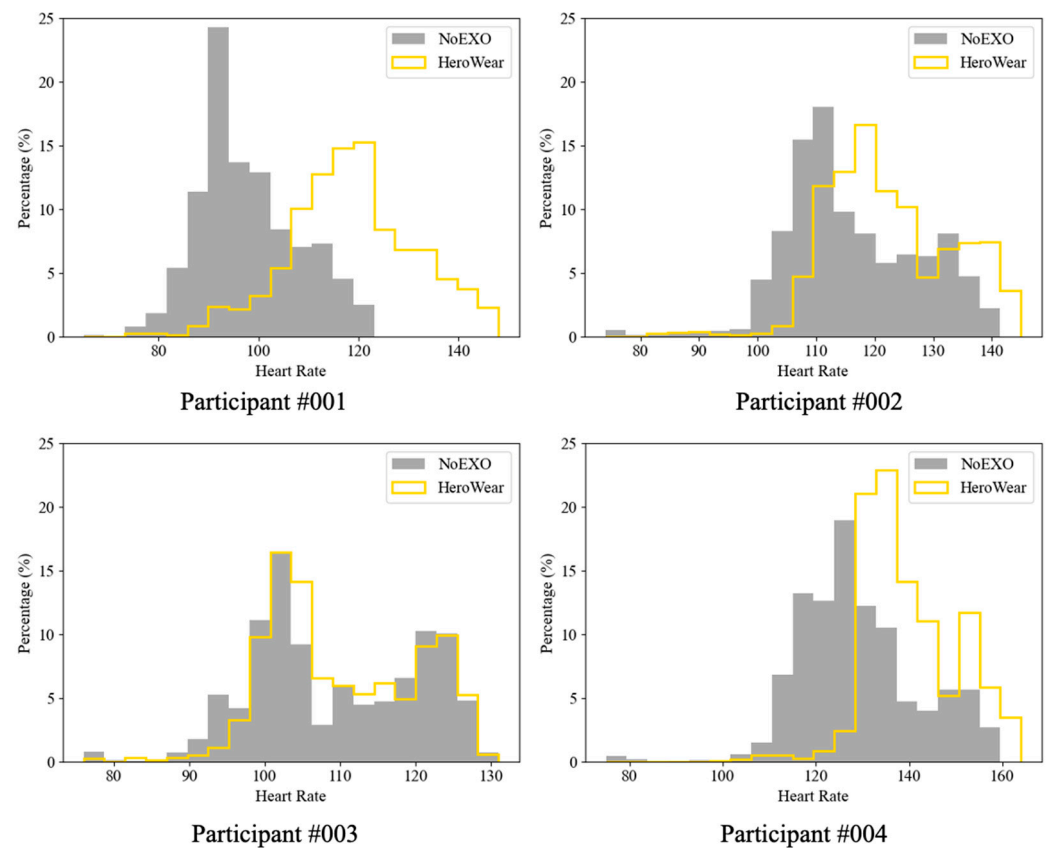 25
20
15
10
5
0
Percentage (%)
NoEXO
HeroWear
80 100 120 140
Heart Rate
Participant #001
25
20
15
10
5
0
Percentage (%)
NoEXO
HeroWear
80 90 100 110 120 130 140
Heart Rate
Participant #002
25
20
15
10
5
0
Percentage (%)
NoEXO
HeroWear
80 90 100 110 120 130
Heart Rate
Participant #003
25
20
15
10
5
0
Percentage (%)
NoEXO
HeroWear
80 100 120 140 160
Heart Rate
Participant #004